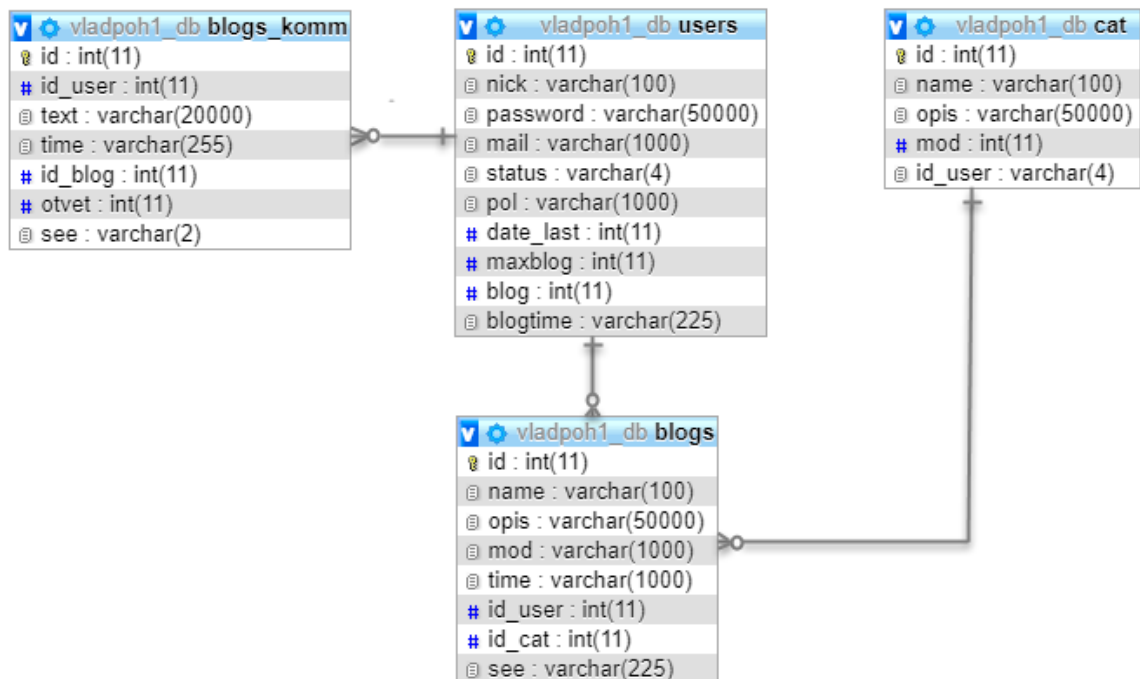 vladpoh1_db blogs_komm
id : int(11)
id_user : int(11)
text : varchar(20000)
time : varchar(255)
id_blog : int(11)
otvet : int(11)
see : varchar(2)
vladpoh1_db users
id : int(11)
nick : varchar(100)
password : varchar(50000)
mail : varchar(1000)
status : varchar(4)
pol : varchar(1000)
date_last : int(11)
maxblog : int(11)
blog : int(11)
blogtime : varchar(225)
vladpoh1_db cat
id : int(11)
name : varchar(100)
opis : varchar(50000)
mod : int(11)
id_user : varchar(4)
vladpoh1_db blogs
id : int(11)
name : varchar(100)
opis : varchar(50000)
mod : varchar(1000)
time : varchar(1000)
id_user : int(11)
id_cat : int(11)
see : varchar(225)